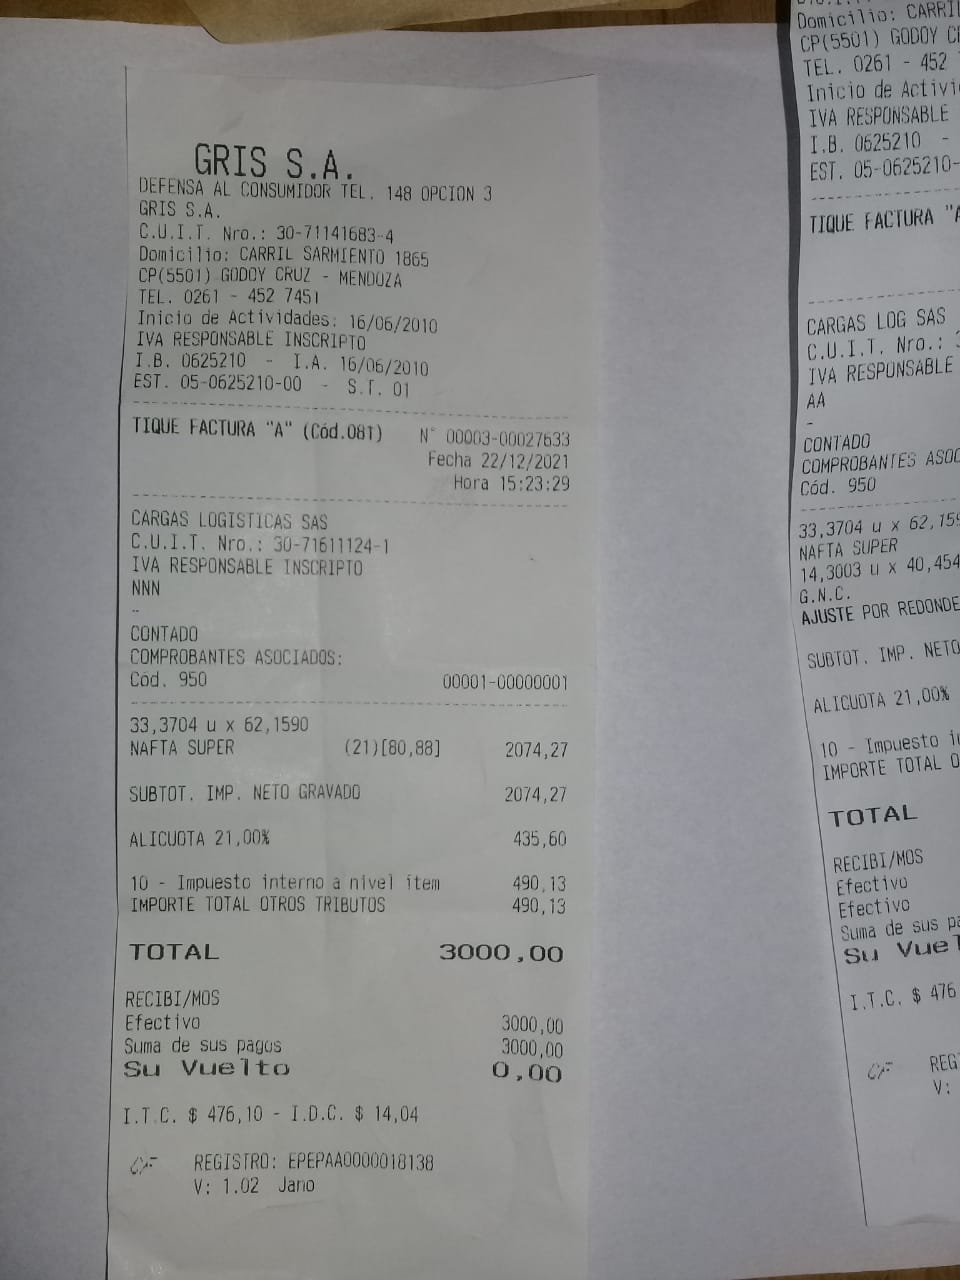 GRIS S.A.
DEFENSA AL CONSUMIDOR TEL. 148 OPCION 3
GRIS S.A.
C.U.I.T. Nro.: 30-71141683-4
Domicilio: CARRIL SARMIENTO 1865
CP(5501) GODOY CRUZ - MENDOZA
TEL. 0261 - 452 7451
Inicio de Actividades: 16/06/2010
IVA RESPONSABLE INSCRIPTO
I.B. 0625210 - I.A. 16/06/2010
EST. 05-0625210-00 - S.T. 01
TIQUE FACTURA "A" (Cód.081) N° 00003-00027633
Fecha 22/12/2021
Hora 15:23:29
CARGAS LOGISTICAS SAS
C.U.I.T. Nro.: 30-71611124-1
IVA RESPONSABLE INSCRIPTO
NNN
--
CONTADO
COMPROBANTES ASOCIADOS:
Cód. 950 00001-00000001
33,3704 u x 62,1590
NAFTA SUPER (21)[80,88] 2074,27
SUBTOT. IMP. NETO GRAVADO 2074,27
ALICUOTA 21,00% 435,60
10 - Impuesto interno a nivel item 490,13
IMPORTE TOTAL OTROS TRIBUTOS 490,13
TOTAL 3000,00
RECIBI/MOS
Efectivo 3000,00
Suma de sus pagos 3000,00
Su Vuelto 0,00
I.T.C. $ 476,10 - I.D.C. $ 14,04
CF REGISTRO: EPEPAA0000018138
V: 1.02 Jano
Domicilio: CARRIL
CP(5501) GODOY
TEL. 0261 - 452
Inicio de Activi
IVA RESPONSABLE
I.B. 0625210 -
EST. 05-0625210-
TIQUE FACTURA "A
CARGAS LOG SAS
C.U.I.T. Nro.:
IVA RESPONSABLE
AA
-
CONTADO
COMPROBANTES ASOC
Cód. 950
33,3704 u x 62,159
NAFTA SUPER
14,3003 u x 40,454
G.N.C.
AJUSTE POR REDONDE
SUBTOT. IMP. NETO
ALICUOTA 21,00%
10 - Impuesto i
IMPORTE TOTAL O
TOTAL
RECIBI/MOS
Efectivo
Efectivo
Suma de sus pa
Su Vuel
I.T.C. $ 476
CF REG
V: